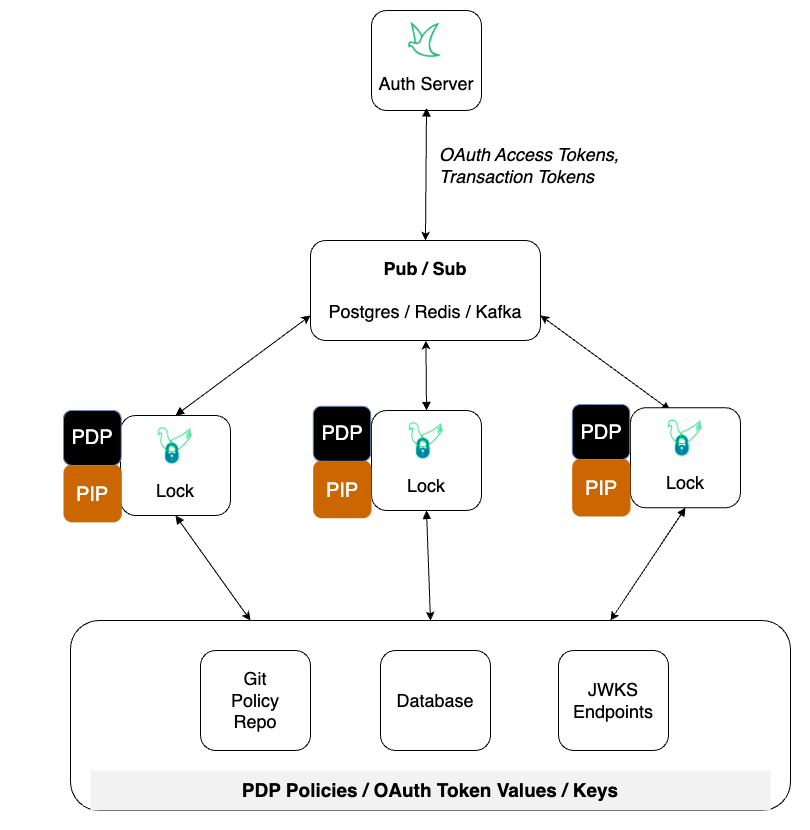 Auth Server
OAuth Access Tokens,
Transaction Tokens
Pub / Sub
Postgres / Redis / Kafka
PDP
PIP
Lock
PDP
PIP
Lock
PDP
PIP
Lock
Git
Policy
Repo
Database
JWKS
Endpoints
PDP Policies / OAuth Token Values / Keys